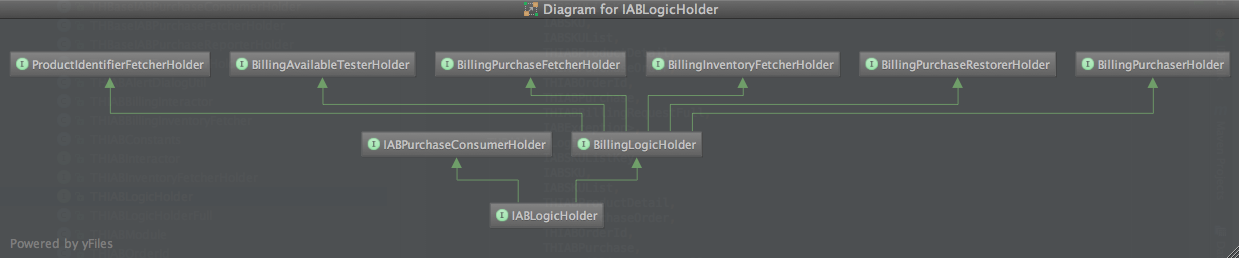 Diagram for IABLogicHolder
I ProductIdentifierFetcherHolder
I BillingAvailableTesterHolder
I BillingPurchaseFetcherHolder
I BillingInventoryFetcherHolder
I BillingPurchaseRestorerHolder
I BillingPurchaserHolder
I IABPurchaseConsumerHolder
I BillingLogicHolder
I IABLogicHolder
Powered by yFiles